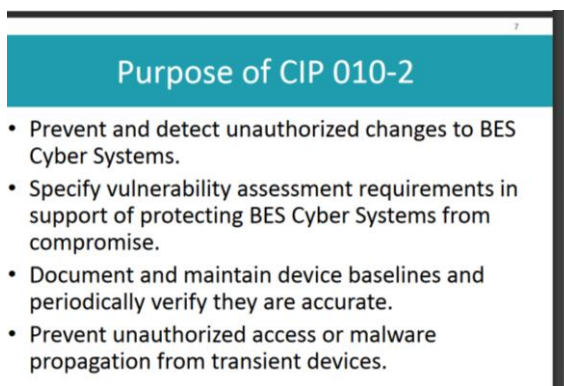 7
Purpose of CIP 010-2
• Prevent and detect unauthorized changes to BES
Cyber Systems.
• Specify vulnerability assessment requirements in
support of protecting BES Cyber Systems from
compromise.
• Document and maintain device baselines and
periodically verify they are accurate.
• Prevent unauthorized access or malware
propagation from transient devices.